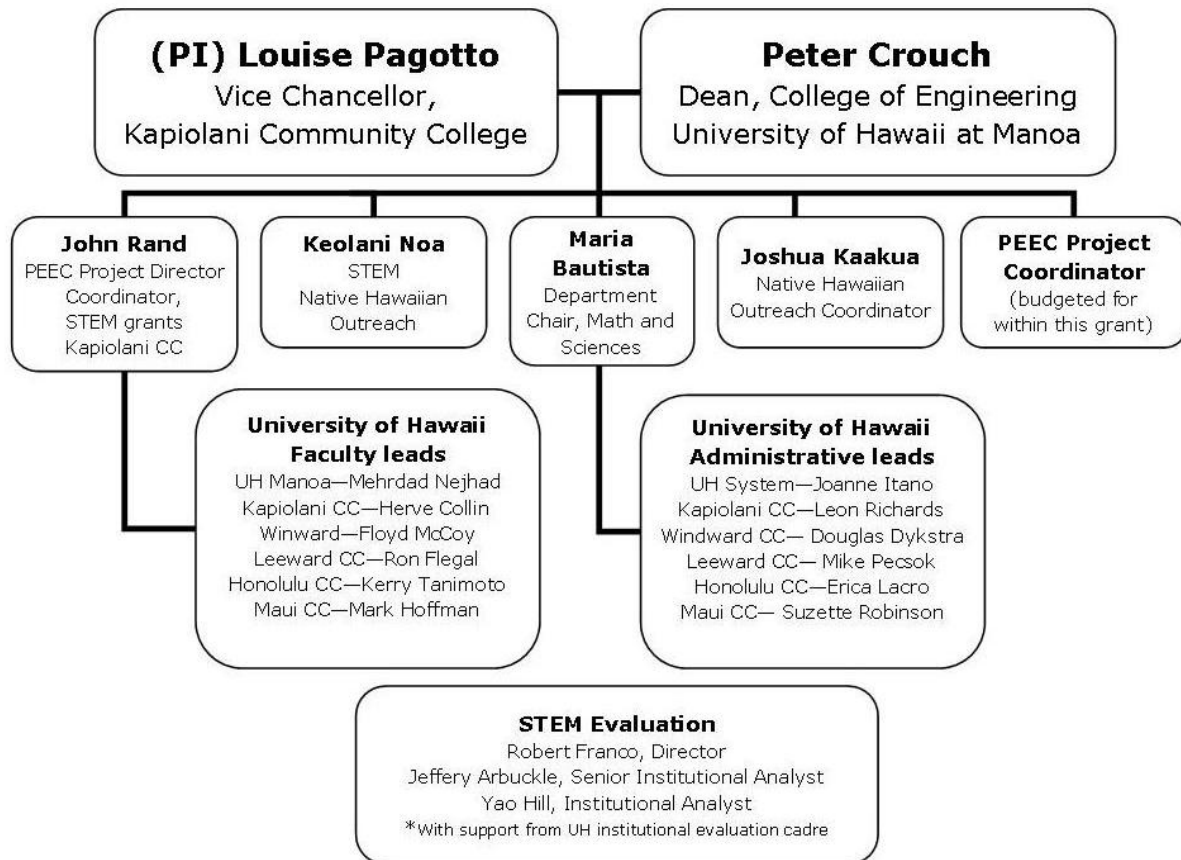 (PI) Louise Pagotto
Vice Chancellor,
Kapiolani Community College
Peter Crouch
Dean, College of Engineering
University of Hawaii at Manoa
John Rand
PEEC Project Director
Coordinator,
STEM grants
Kapiolani CC
Keolani Noa
STEM
Native Hawaiian
Outreach
Maria
Bautista
Department
Chair, Math and
Sciences
Joshua Kaakua
Native Hawaiian
Outreach Coordinator
PEEC Project
Coordinator
(budgeted for
within this grant)
University of Hawaii
Faculty leads
UH Manoa—Mehrdad Nejhad
Kapiolani CC—Herve Collin
Winward—Floyd McCoy
Leeward CC—Ron Flegal
Honolulu CC—Kerry Tanimoto
Maui CC—Mark Hoffman
University of Hawaii
Administrative leads
UH System—Joanne Itano
Kapiolani CC—Leon Richards
Windward CC— Douglas Dykstra
Leeward CC— Mike Pecsok
Honolulu CC—Erica Lacro
Maui CC— Suzette Robinson
STEM Evaluation
Robert Franco, Director
Jeffery Arbuckle, Senior Institutional Analyst
Yao Hill, Institutional Analyst
*With support from UH institutional evaluation cadre